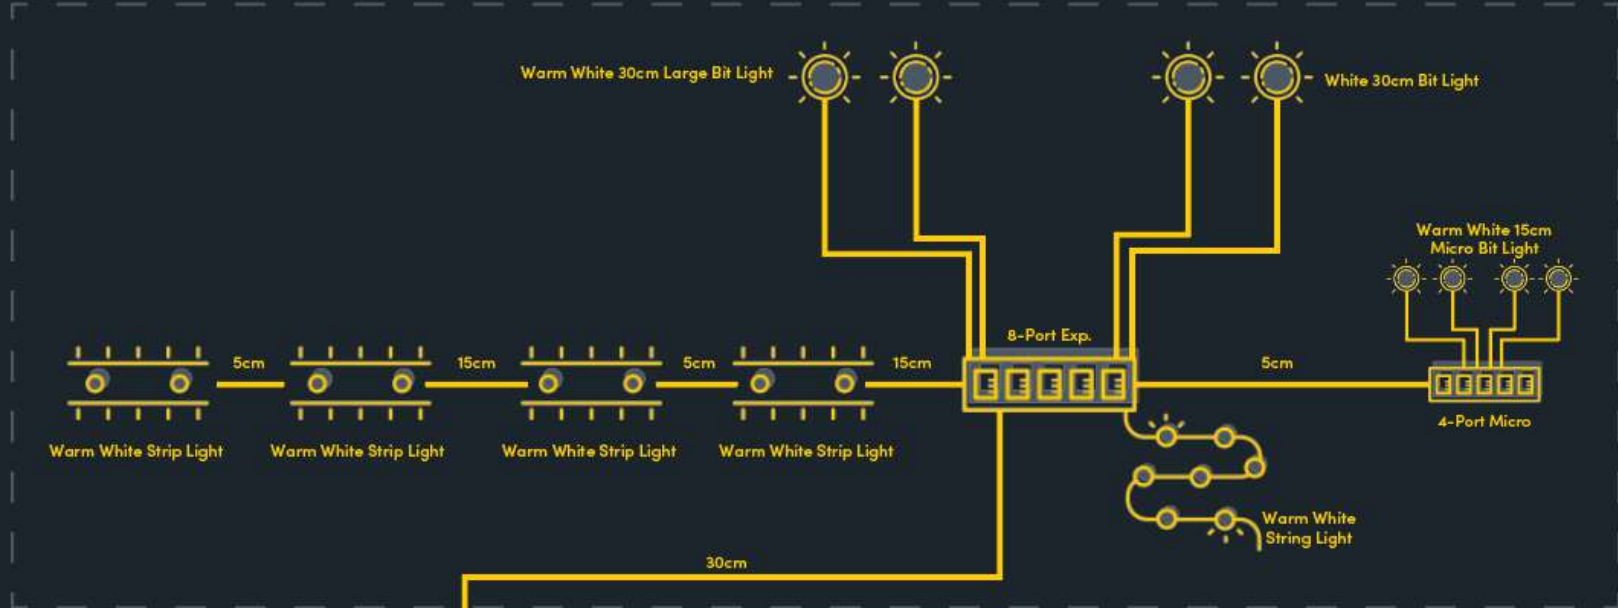 Warm White 30cm Large Bit Light
White 30cm Bit Light
Warm White 15cm
Micro Bit Light
8-Port Exp.
5cm
15cm
5cm
15cm
5cm
4-Port Micro
Warm White Strip Light
Warm White Strip Light
Warm White Strip Light
Warm White Strip Light
Warm White
String Light
30cm